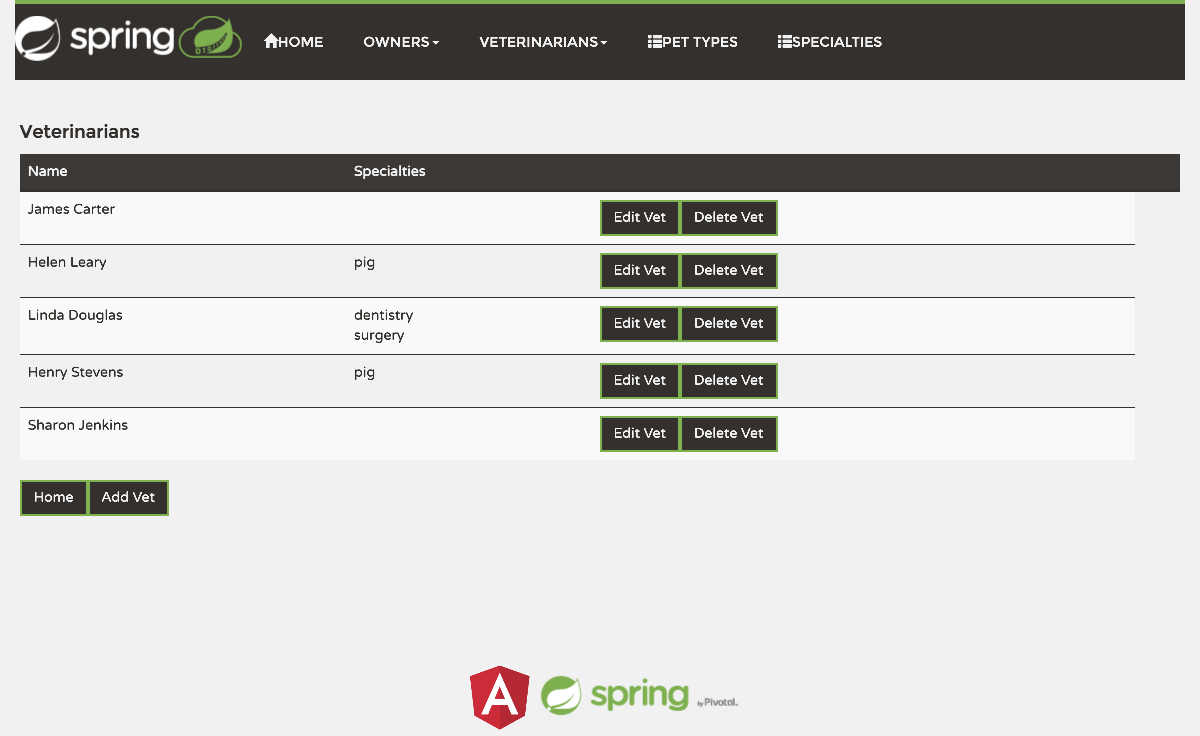 spring HOME OWNERS VETERINARIANS PET TYPES SPECIALTIES
Veterinarians
Name Specialties
James Carter Edit Vet Delete Vet
Helen Leary pig Edit Vet Delete Vet
Linda Douglas dentistry Edit Vet Delete Vet
surgery
Henry Stevens pig Edit Vet Delete Vet
Sharon Jenkins Edit Vet Delete Vet
Home Add Vet
A spring by Pivotal.